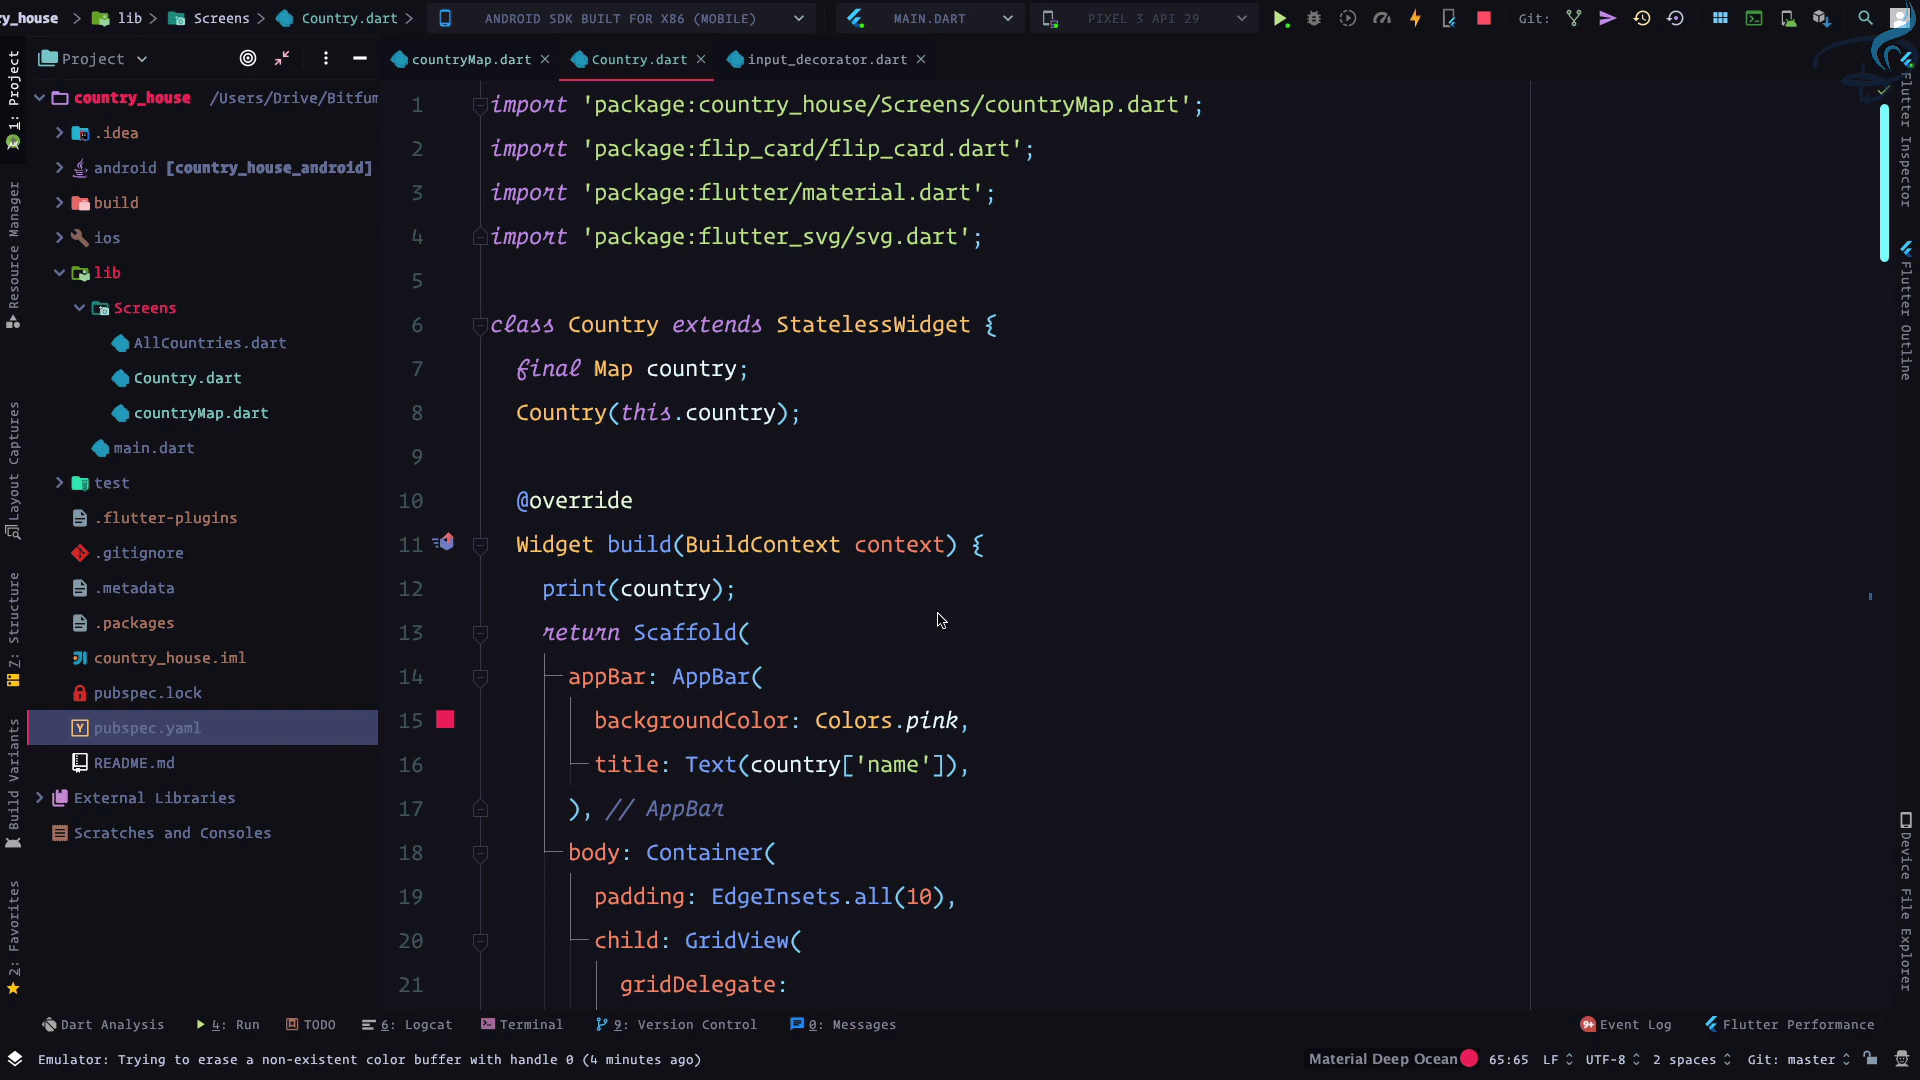 ry_house > lib > Screens > Country.dart >
ANDROID SDK BUILT FOR X86 (MOBILE)
MAIN.DART
PIXEL 3 API 29
Git:
Project
countryMap.dart
Country.dart
input_decorator.dart
country_house /Users/Drive/Bitfum
.idea
android [country_house_android]
build
ios
lib
Screens
AllCountries.dart
Country.dart
countryMap.dart
main.dart
test
.flutter-plugins
.gitignore
.metadata
.packages
country_house.iml
pubspec.lock
pubspec.yaml
README.md
External Libraries
Scratches and Consoles
1: Project
Resource Manager
Layout Captures
7: Structure
Build Variants
2: Favorites
1 import 'package:country_house/Screens/countryMap.dart';
2 import 'package:flip_card/flip_card.dart';
3 import 'package:flutter/material.dart';
4 import 'package:flutter_svg/svg.dart';
5
6 class Country extends StatelessWidget {
7 final Map country;
8 Country(this.country);
9
10 @override
11 Widget build(BuildContext context) {
12 print(country);
13 return Scaffold(
14 appBar: AppBar(
15 backgroundColor: Colors.pink,
16 title: Text(country['name']),
17 ), // AppBar
18 body: Container(
19 padding: EdgeInsets.all(10),
20 child: GridView(
21 gridDelegate:
Flutter Inspector
Flutter Outline
Device File Explorer
Dart Analysis
4: Run
TODO
6: Logcat
Terminal
9: Version Control
0: Messages
9+ Event Log
Flutter Performance
Emulator: Trying to erase a non-existent color buffer with handle 0 (4 minutes ago)
Material Deep Ocean
65:65 LF UTF-8 2 spaces Git: master